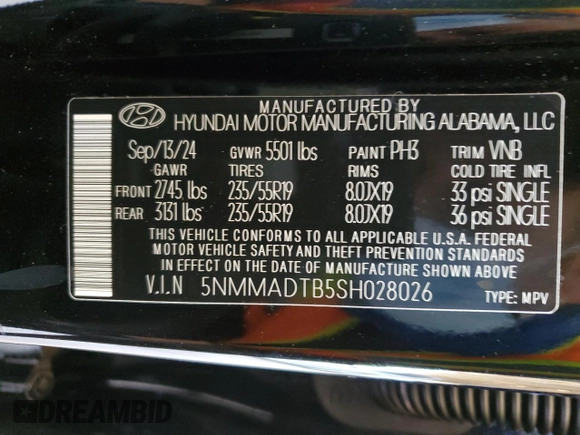 MANUFACTURED BY
HYUNDAI MOTOR MANUFACTURING ALABAMA, LLC
Sep/13/24 GVWR 5501 lbs PAINT PH3 TRIM VNB
GAWR TIRES RIMS COLD TIRE INFL
FRONT 2745 lbs 235/55R19 8.0JX19 33 psi SINGLE
REAR 3131 lbs 235/55R19 8.0JX19 36 psi SINGLE
THIS VEHICLE CONFORMS TO ALL APPLICABLE U.S.A. FEDERAL
MOTOR VEHICLE SAFETY AND THEFT PREVENTION STANDARDS
IN EFFECT ON THE DATE OF MANUFACTURE SHOWN ABOVE
V.I.N 5NMMADTB5SH028026 TYPE: MPV
DREAMBID